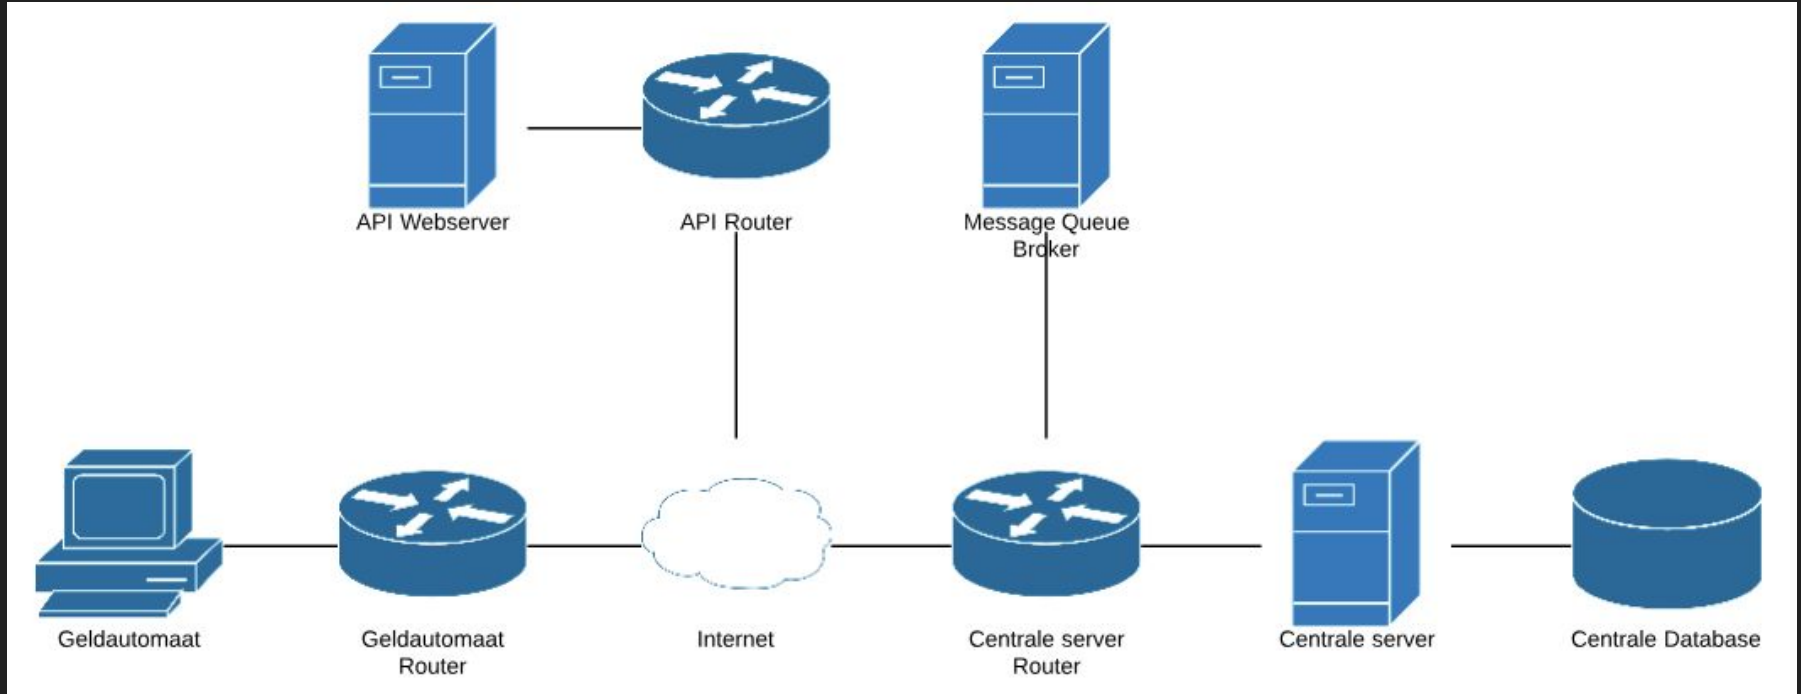 API Webserver
API Router
Message Queue
Broker
Geldautomaat
Geldautomaat
Router
Internet
Centrale server
Router
Centrale server
Centrale Database